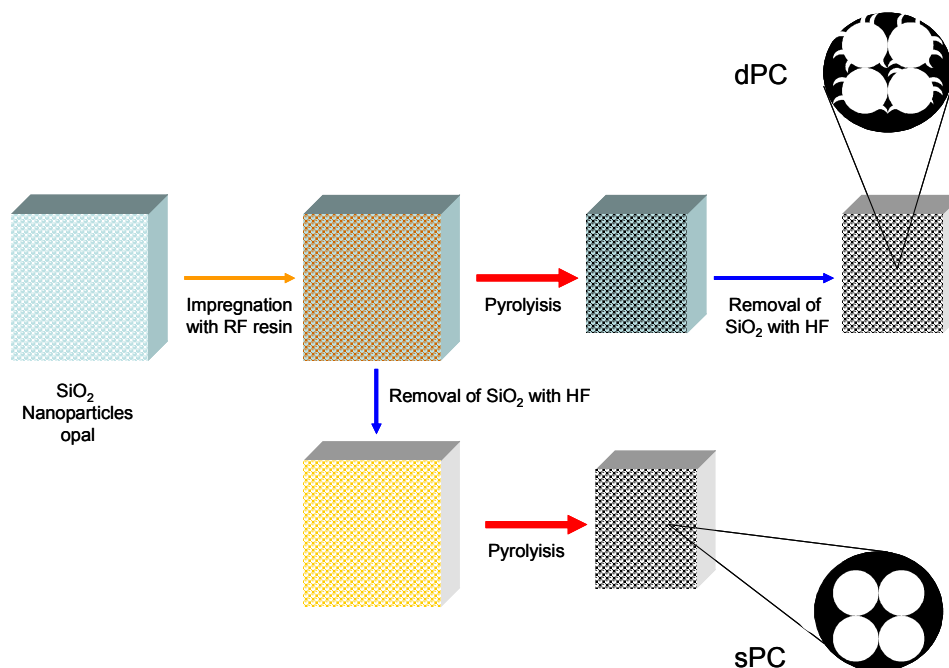 dPC
Impregnation
with RF resin
Pyrolyisis
Removal of
SiO₂ with HF
SiO₂
Nanoparticles
opal
Removal of SiO₂ with HF
Pyrolyisis
sPC